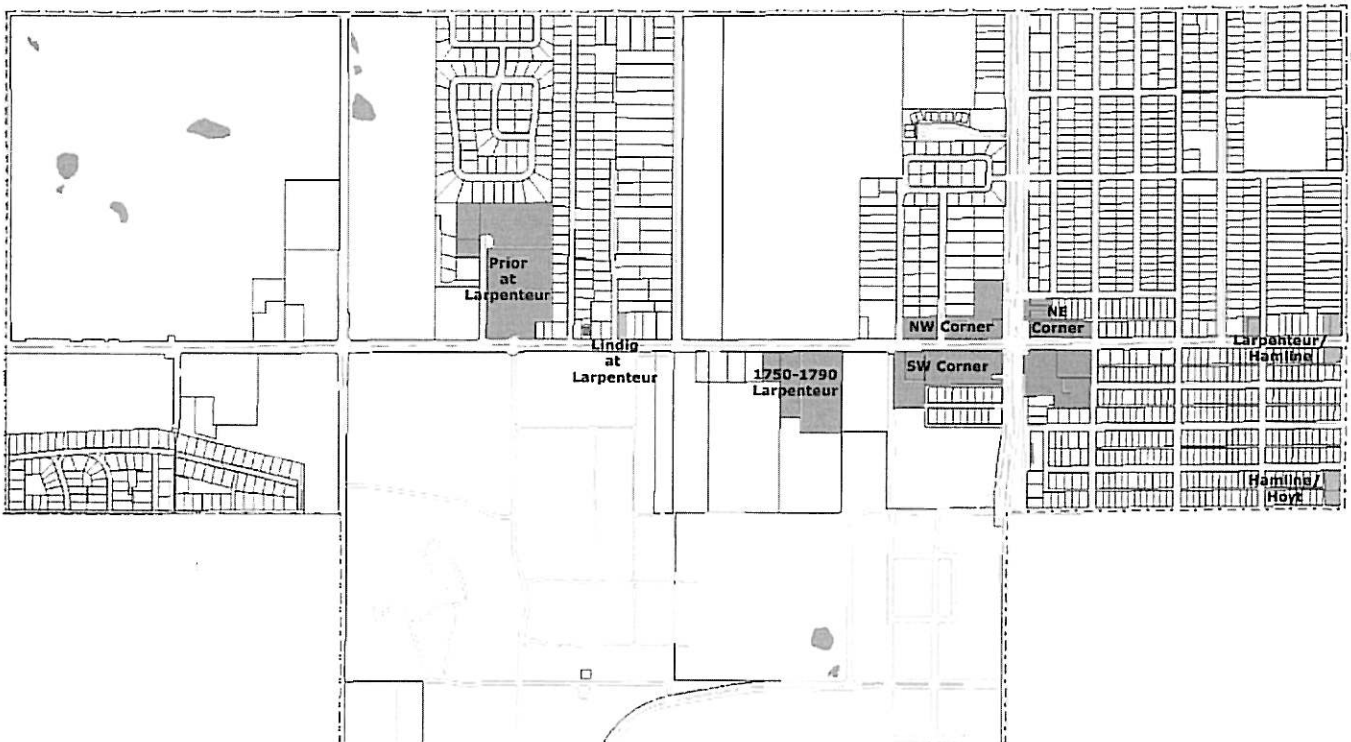 Prior
at
Larpenteur
Lindig
at
Larpenteur
1750-1790
Larpenteur
NW Corner
SW Corner
NE
Corner
Larpenteur/
Hamline
Hamline/
Hoyt